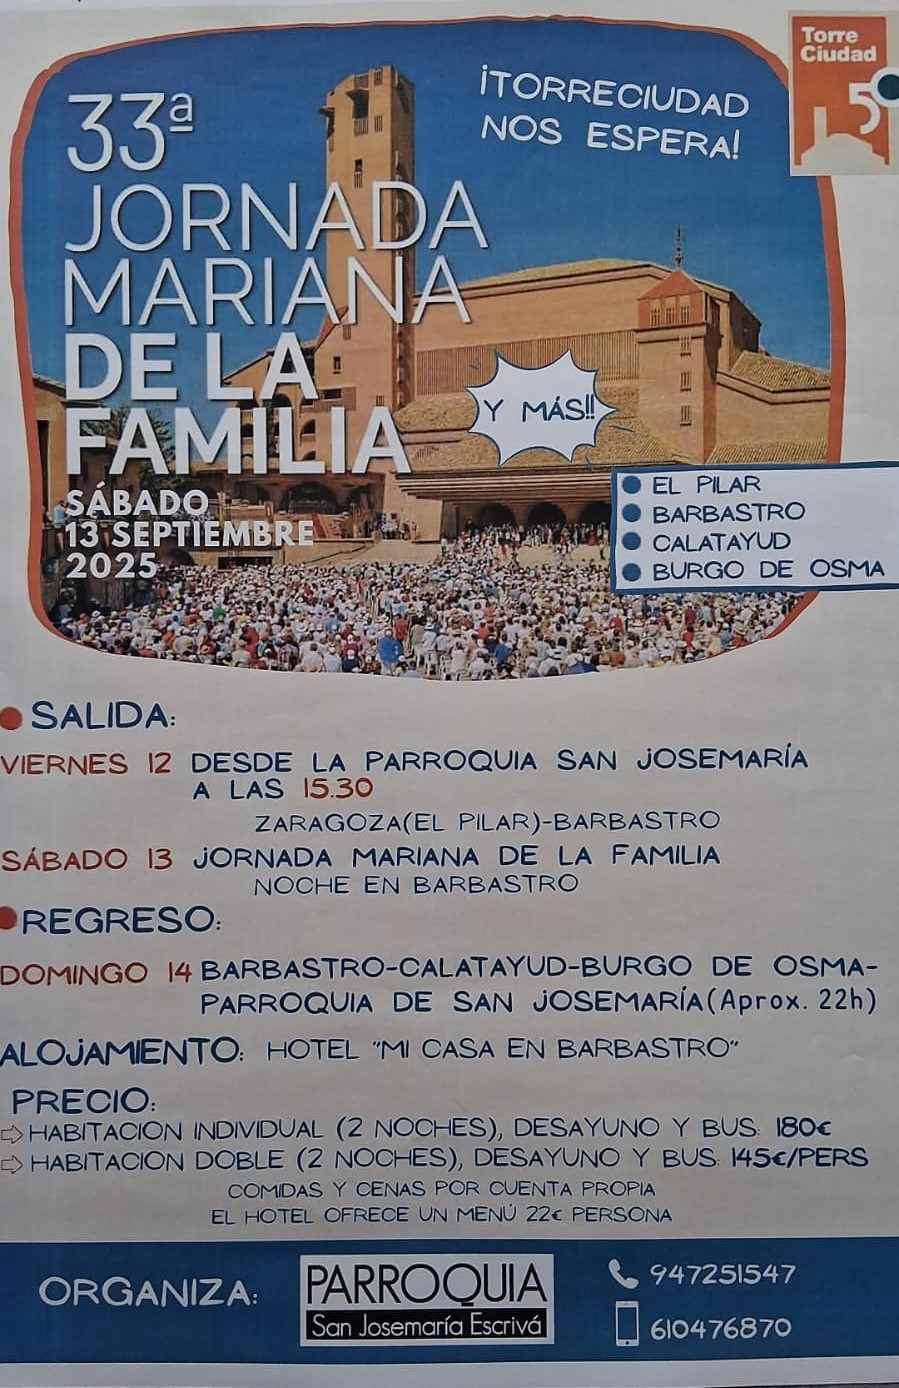 33ª
JORNADA
MARIANA
DE LA
FAMILIA
SÁBADO
13 SEPTIEMBRE
2025
¡TORRECIUDAD
NOS ESPERA!
Torre
Ciudad
Y MÁS!!
EL PILAR
BARBASTRO
CALATAYUD
BURGO DE OSMA
SALIDA:
VIERNES 12 DESDE LA PARROQUIA SAN JOSEMARÍA
A LAS 15.30
ZARAGOZA(EL PILAR)-BARBASTRO
SÁBADO 13 JORNADA MARIANA DE LA FAMILIA
NOCHE EN BARBASTRO
REGRESO:
DOMINGO 14 BARBASTRO-CALATAYUD-BURGO DE OSMA-
PARROQUIA DE SAN JOSEMARÍA(Aprox. 22h)
ALOJAMIENTO: HOTEL "MI CASA EN BARBASTRO"
PRECIO:
⇨ HABITACION INDIVIDUAL (2 NOCHES), DESAYUNO Y BUS: 180€
⇨ HABITACION DOBLE (2 NOCHES), DESAYUNO Y BUS: 145€/PERS
COMIDAS Y CENAS POR CUENTA PROPIA
EL HOTEL OFRECE UN MENÚ 22€ PERSONA
ORGANIZA:
PARROQUIA
San Josemaría Escrivá
947251547
610476870